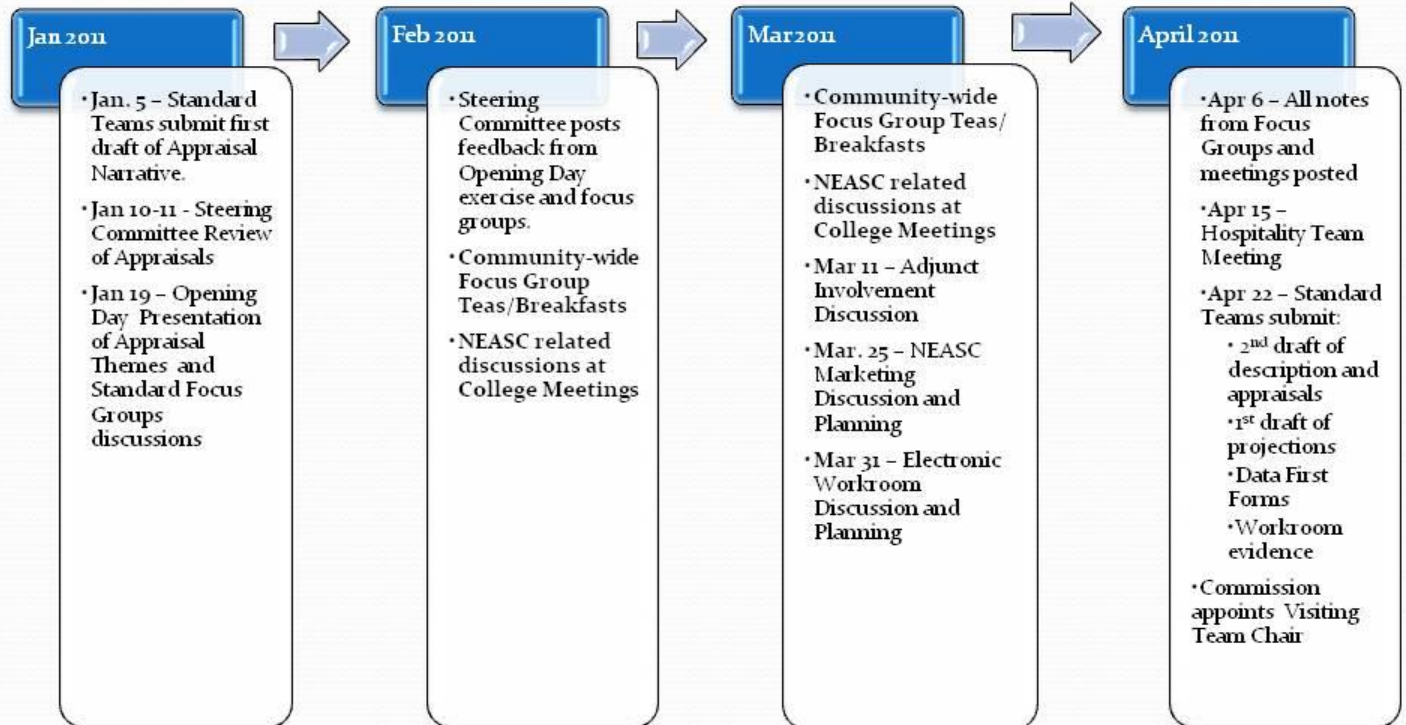 Jan 2011
·Jan. 5 – Standard
Teams submit first
draft of Appraisal
Narrative.
·Jan 10-11 - Steering
Committee Review
of Appraisals
·Jan 19 – Opening
Day Presentation
of Appraisal
Themes and
Standard Focus
Groups
discussions
Feb 2011
·Steering
Committee posts
feedback from
Opening Day
exercise and focus
groups.
·Community-wide
Focus Group
Teas/Breakfasts
·NEASC related
discussions at
College Meetings
Mar2011
·Community-wide
Focus Group Teas/
Breakfasts
·NEASC related
discussions at
College Meetings
·Mar 11 – Adjunct
Involvement
Discussion
·Mar. 25 – NEASC
Marketing
Discussion and
Planning
·Mar 31 – Electronic
Workroom
Discussion and
Planning
April 2011
·Apr 6 – All notes
from Focus
Groups and
meetings posted
·Apr 15 –
Hospitality Team
Meeting
·Apr 22 – Standard
Teams submit:
· 2nd draft of
description and
appraisals
·1st draft of
projections
·Data First
Forms
·Workroom
evidence
·Commission
appoints Visiting
Team Chair